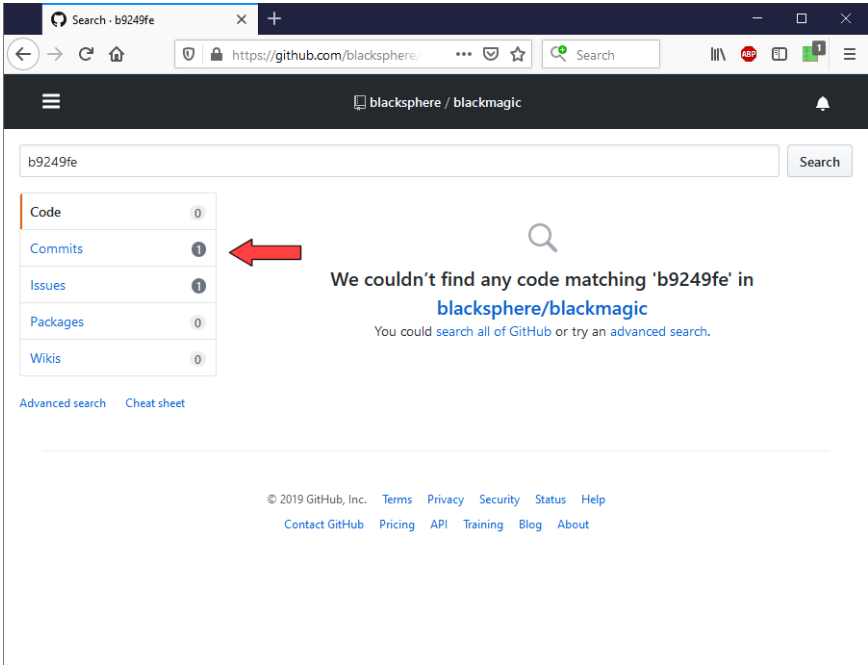 Search · b9249fe
https://github.com/blacksphere/
Search
ABP
1
blacksphere / blackmagic
b9249fe
Search
Code 0
Commits 1
Issues 1
Packages 0
Wikis 0
Advanced search Cheat sheet
We couldn’t find any code matching 'b9249fe' in
blacksphere/blackmagic
You could search all of GitHub or try an advanced search.
© 2019 GitHub, Inc. Terms Privacy Security Status Help
Contact GitHub Pricing API Training Blog About